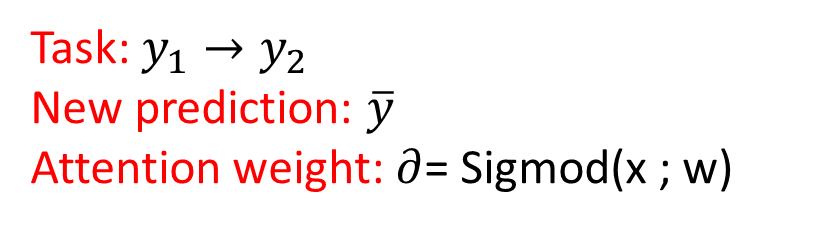 Task: y₁ → y₂
New prediction: ȳ
Attention weight: ∂= Sigmod(x ; w)